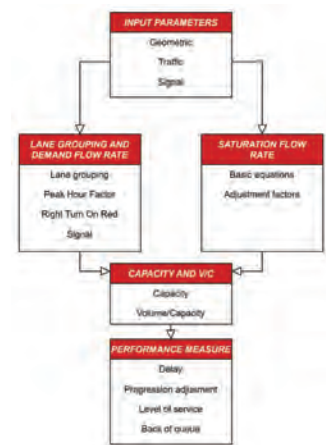 INPUT PARAMETERS
Geometric
Traffic
Signal
LANE GROUPING AND
DEMAND FLOW RATE
Lane grouping
Peak Hour Factor
Right Turn On Red
Signal
SATURATION FLOW
RATE
Basic equations
Adjustment factors
CAPACITY AND V/C
Capacity
Volume/Capacity
PERFORMANCE MEASURE
Delay
Progression adjusment
Level of service
Back of queue